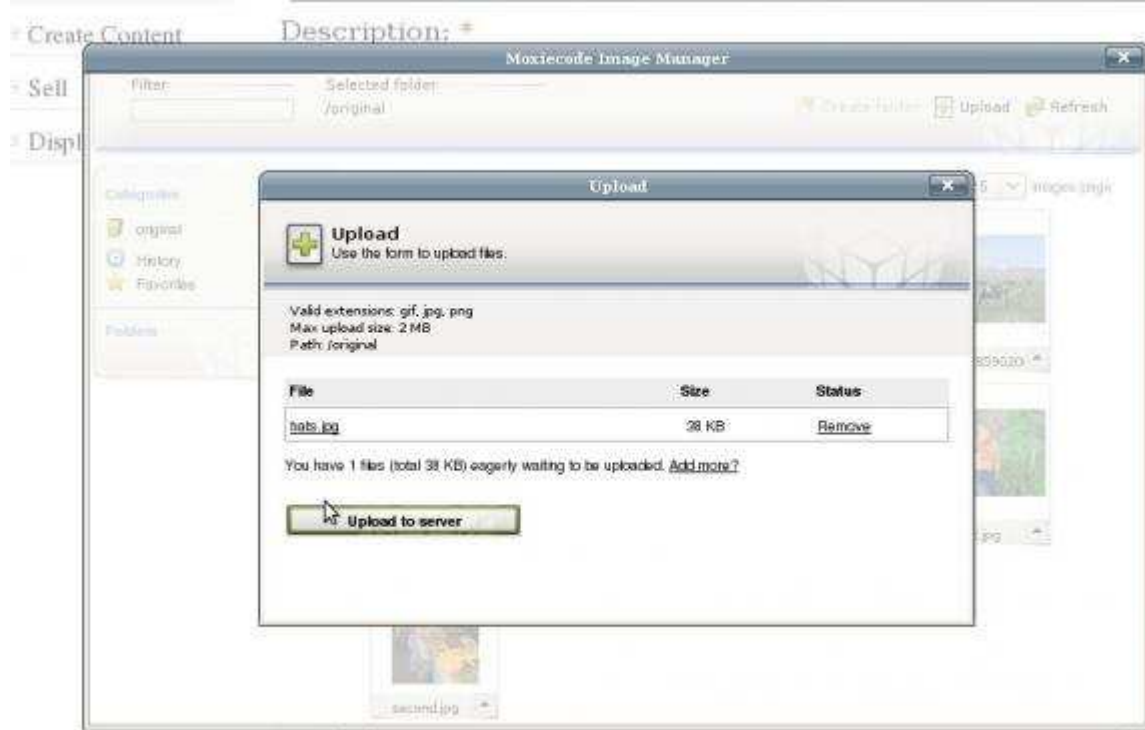 Description: *
Create Content
Moxiecode Image Manager
Sell
Filter
Selected folder
/original
Create folder
Upload
Refresh
Displ
Categories
original
History
Favorites
Folders
Upload
5
images/page
Upload
Use the form to upload files.
Valid extensions: gif, jpg, png
Max upload size: 2 MB
Path: /original
File Size Status
hats.jpg 38 KB Remove
You have 1 files (total 38 KB) eagerly waiting to be uploaded. Add more?
Upload to server
.jpg
second.jpg